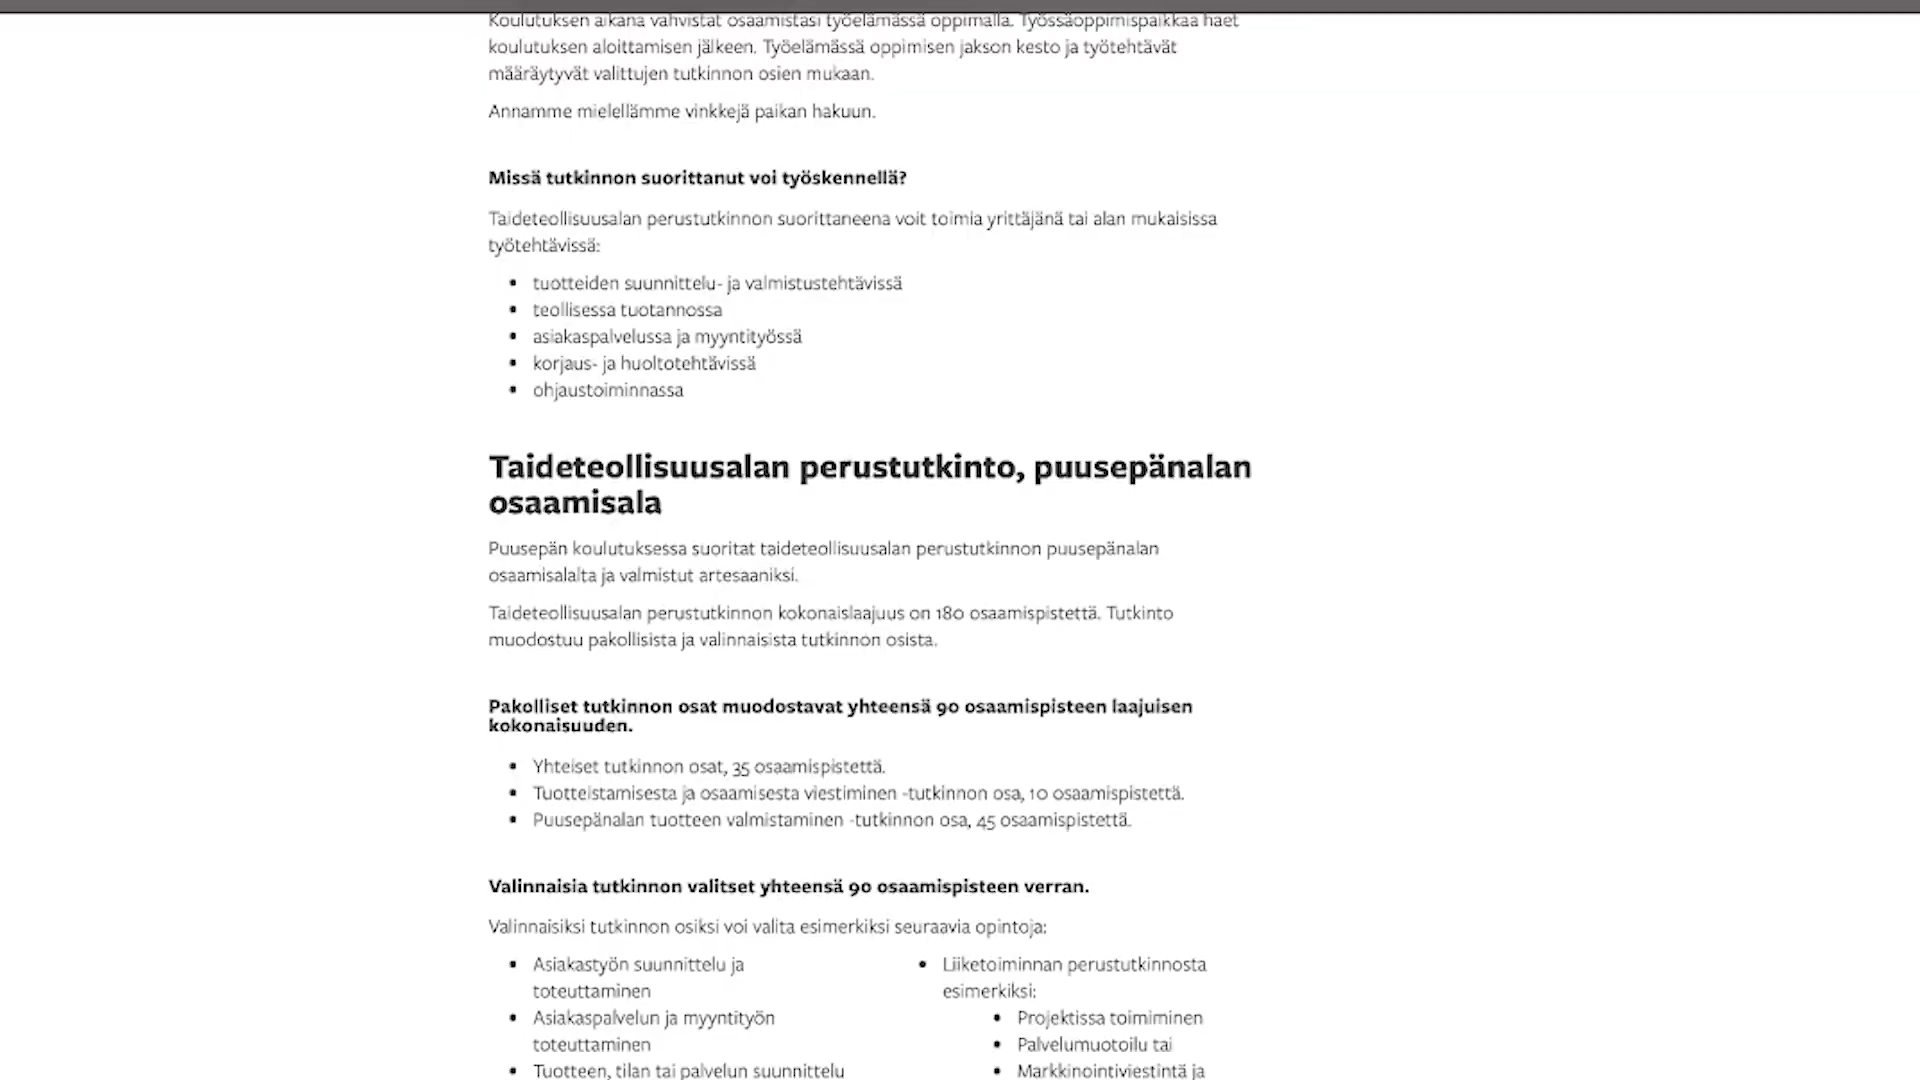 Koulutuksen aikana vahvistat osaamistasi työelämässä oppimalla. Työssäoppimispaikkaa haet
koulutuksen aloittamisen jälkeen. Työelämässä oppimisen jakson kesto ja työtehtävät
määräytyvät valittujen tutkinnon osien mukaan.
Annamme mielellämme vinkkejä paikan hakuun.
Missä tutkinnon suorittanut voi työskennellä?
Taideteollisuusalan perustutkinnon suorittaneena voit toimia yrittäjänä tai alan mukaisissa
työtehtävissä:
• tuotteiden suunnittelu- ja valmistustehtävissä
• teollisessa tuotannossa
• asiakaspalvelussa ja myyntityössä
• korjaus- ja huoltotehtävissä
• ohjaustoiminnassa
Taideteollisuusalan perustutkinto, puusepänalan
osaamisala
Puusepän koulutuksessa suoritat taideteollisuusalan perustutkinnon puusepänalan
osaamisalalta ja valmistut artesaaniksi.
Taideteollisuusalan perustutkinnon kokonaislaajuus on 180 osaamispistettä. Tutkinto
muodostuu pakollisista ja valinnaisista tutkinnon osista.
Pakolliset tutkinnon osat muodostavat yhteensä 90 osaamispisteen laajuisen
kokonaisuuden.
• Yhteiset tutkinnon osat, 35 osaamispistettä.
• Tuotteistamisesta ja osaamisesta viestiminen -tutkinnon osa, 10 osaamispistettä.
• Puusepänalan tuotteen valmistaminen -tutkinnon osa, 45 osaamispistettä.
Valinnaisia tutkinnon valitset yhteensä 90 osaamispisteen verran.
Valinnaisiksi tutkinnon osiksi voi valita esimerkiksi seuraavia opintoja:
• Asiakastyön suunnittelu ja
toteuttaminen
• Asiakaspalvelun ja myyntityön
toteuttaminen
• Tuotteen, tilan tai palvelun suunnittelu
• Liiketoiminnan perustutkinnosta
esimerkiksi:
• Projektissa toimiminen
• Palvelumuotoilu tai
• Markkinointiviestintä ja